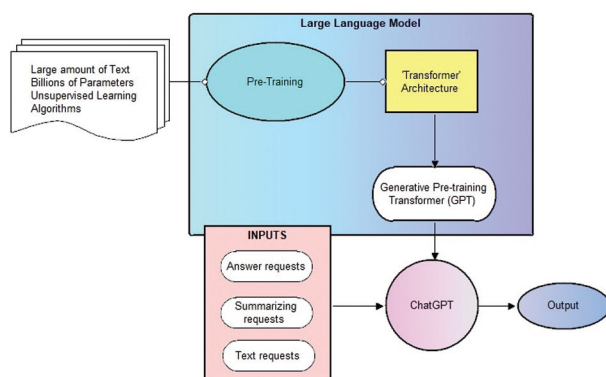 Large Language Model
Large amount of Text
Billions of Parameters
Unsupervised Learning
Algorithms
Pre-Training
'Transformer'
Architecture
Generative Pre-training
Transformer (GPT)
INPUTS
Answer requests
Summarizing
requests
Text requests
ChatGPT
Output